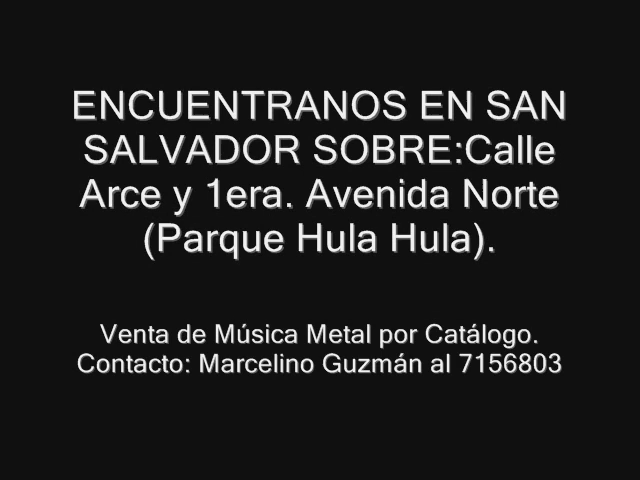 ENCUENTRANOS EN SAN
SALVADOR SOBRE:Calle
Arce y 1era. Avenida Norte
(Parque Hula Hula).
Venta de Música Metal por Catálogo.
Contacto: Marcelino Guzmán al 7156803